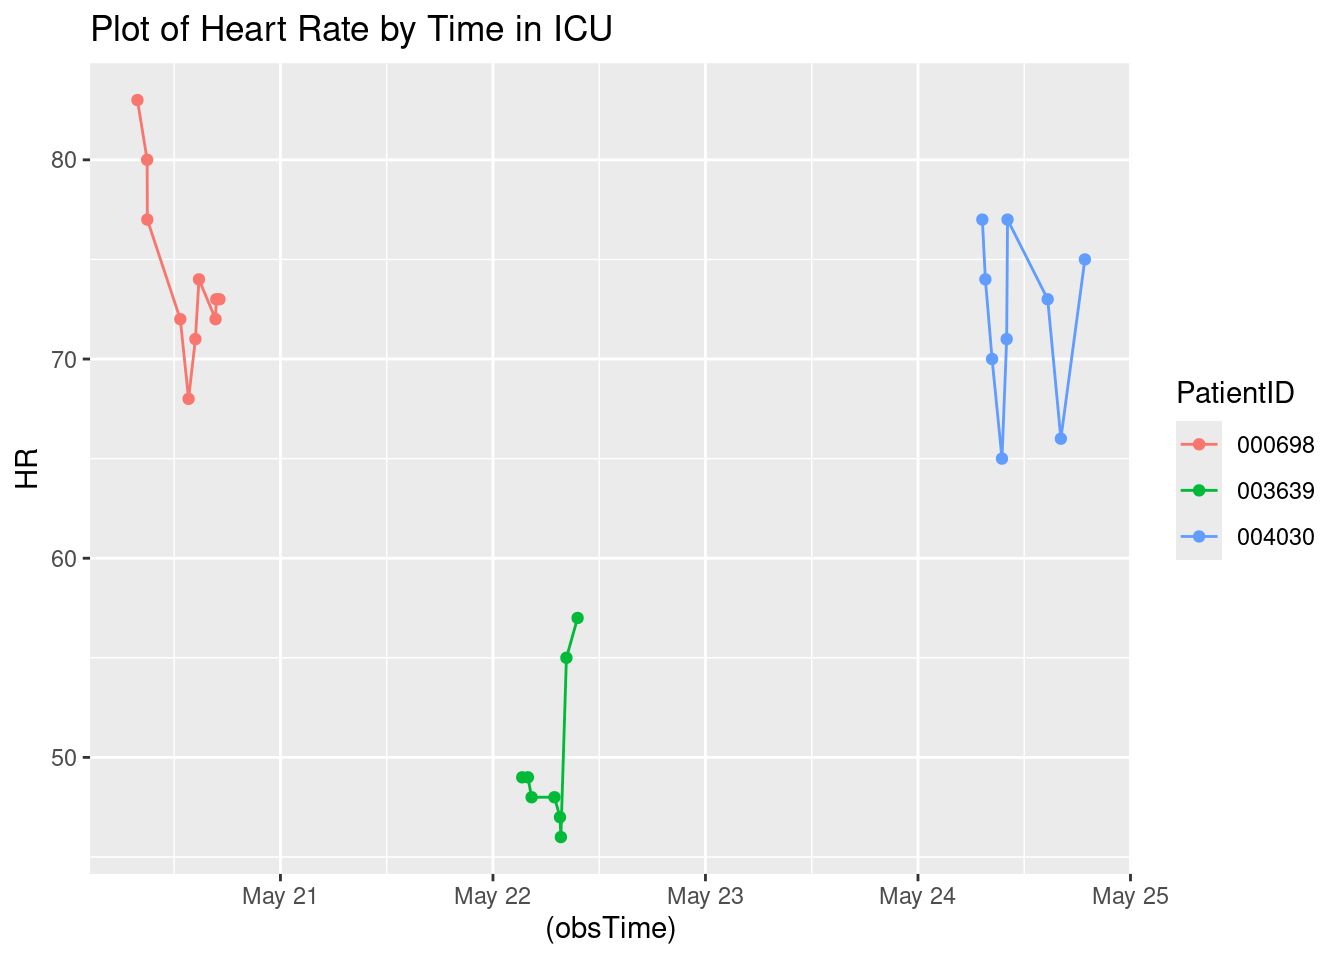 Plot of Heart Rate by Time in ICU
80
70
60
50
HR
May 21
May 22
May 23
May 24
May 25
(obsTime)
PatientID
000698
003639
004030